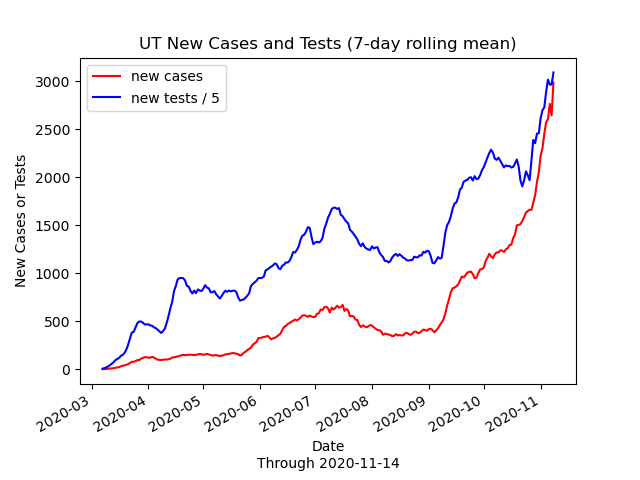 UT New Cases and Tests (7-day rolling mean)
new cases
new tests / 5
New Cases or Tests
3000
2500
2000
1500
1000
500
0
2020-03
2020-04
2020-05
2020-06
2020-07
2020-08
2020-09
2020-10
2020-11
Date
Through 2020-11-14